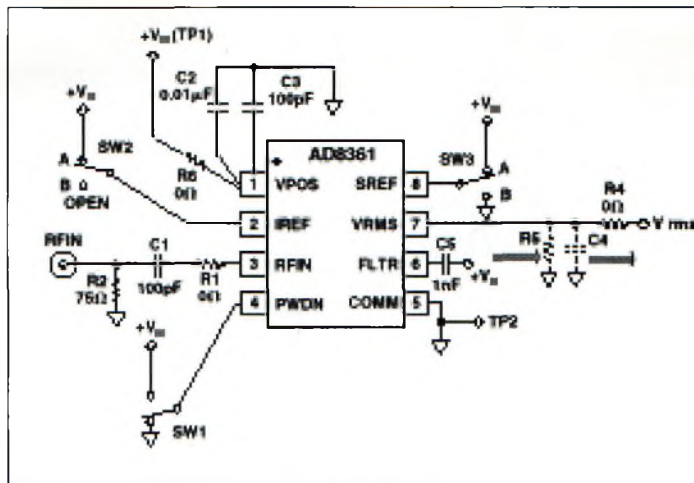 +Vs (TP1)
C2
0.01µF
C3
100pF
+Vs
A
SW2
B
OPEN
R6
0Ω
AD8361
1 VPOS
SREF 8
2 IREF
VRMS 7
3 RFIN
FLTR 6
4 PWDN
COMM 5
+Vs
SW3
A
B
R4
0Ω
V rms
R5
C4
C5
1nF
+Vs
TP2
RFIN
R2
75Ω
C1
100pF
R1
0Ω
+Vs
SW1